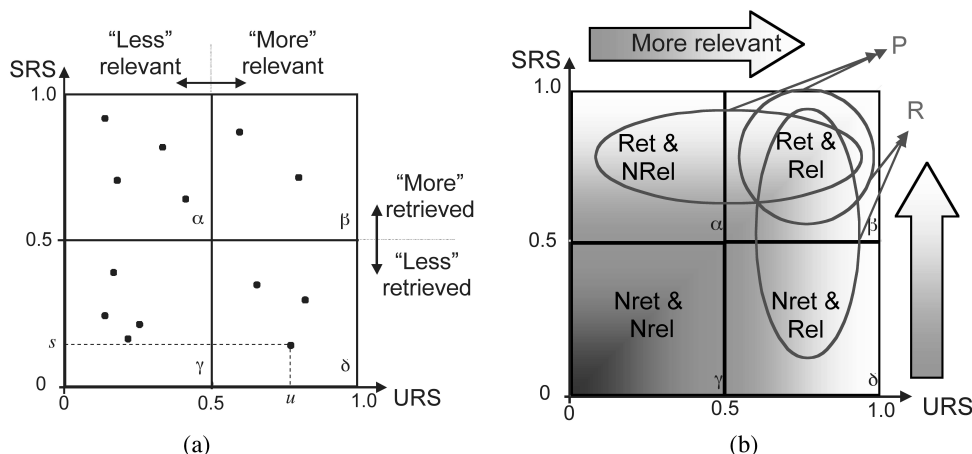 "Less"
relevant
"More"
relevant
SRS
1.0
"More"
retrieved
α
β
0.5
"Less"
retrieved
s
γ
δ
0
0
0.5
u
1.0
URS
(a)
More relevant
P
SRS
1.0
R
Ret &
NRel
Ret &
Rel
α
β
0.5
Nret &
Nrel
Nret &
Rel
γ
δ
0
0
0.5
1.0
URS
(b)